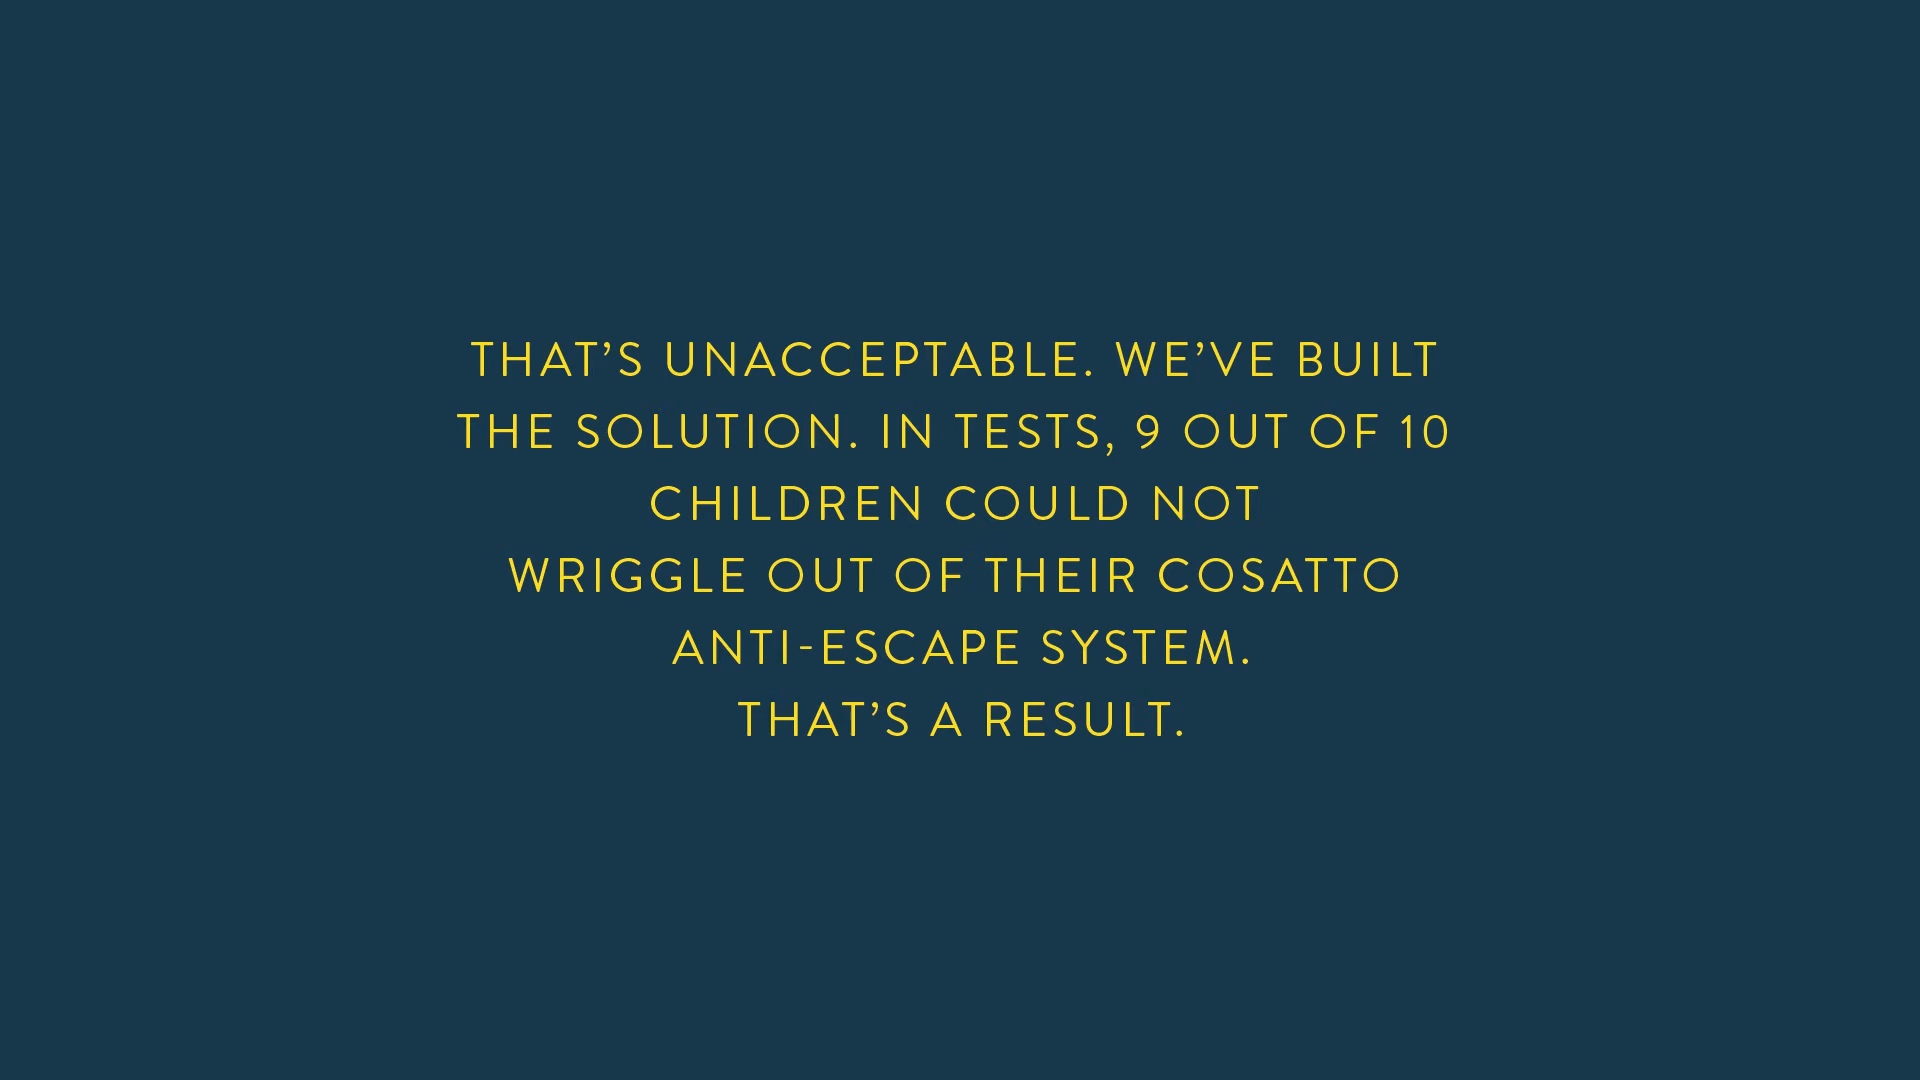 THAT’S UNACCEPTABLE. WE’VE BUILT
THE SOLUTION. IN TESTS, 9 OUT OF 10
CHILDREN COULD NOT
WRIGGLE OUT OF THEIR COSATTO
ANTI-ESCAPE SYSTEM.
THAT’S A RESULT.